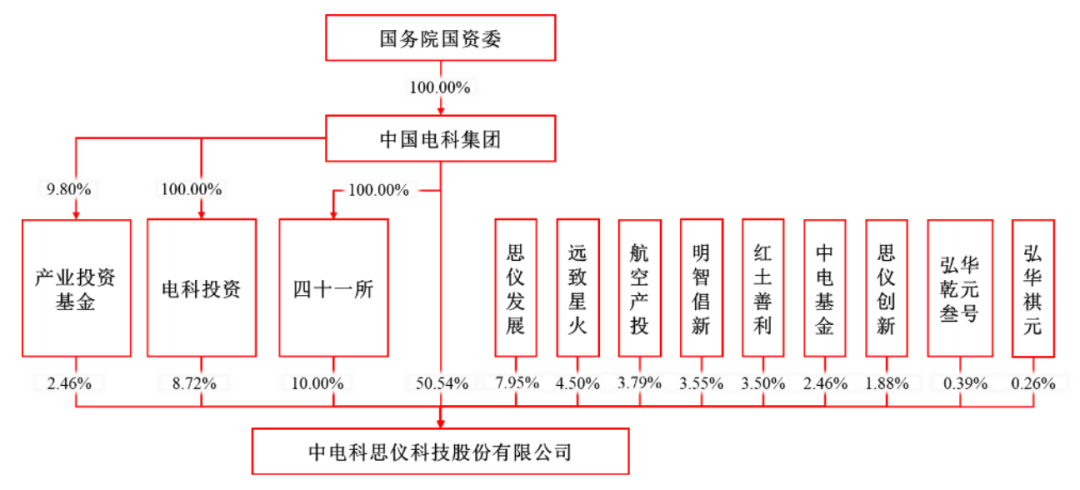 国务院国资委
100.00%
中国电科集团
9.80%
100.00%
100.00%
产业投资
基金
电科投资
四十一所
思仪发展
远致星火
航空产投
明智倡新
红土善利
中电基金
思仪创新
弘华
乾元
叁号
弘华祺元
2.46%
8.72%
10.00%
50.54%
7.95%
4.50%
3.79%
3.55%
3.50%
2.46%
1.88%
0.39%
0.26%
中电科思仪科技股份有限公司